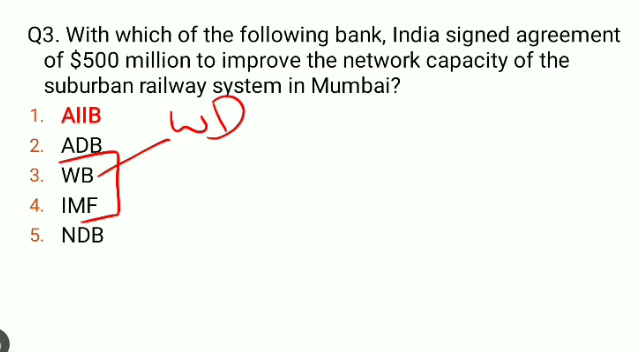 Q3. With which of the following bank, India signed agreement
of $500 million to improve the network capacity of the
suburban railway system in Mumbai?
1. AIIB
2. ADB
3. WB
4. IMF
5. NDB
WD